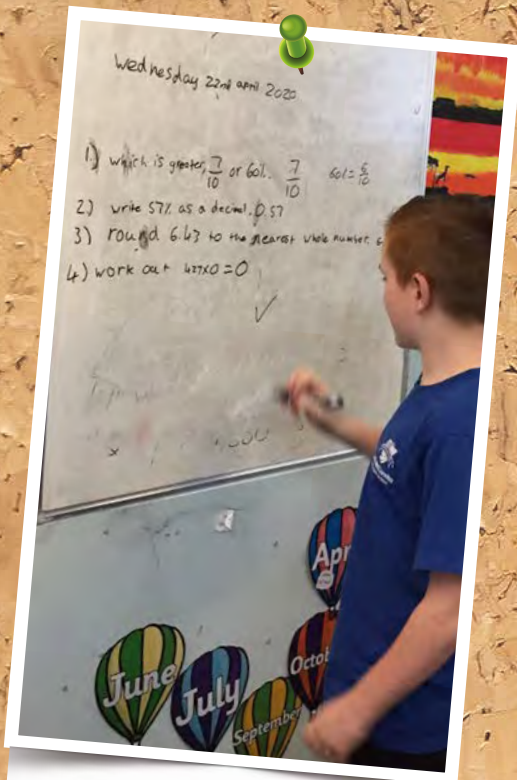 Wednesday 22nd april 2020
1.) which is greater, 7/10 or 60%. 7/10 60% = 6/10
2.) write 57% as a decimal. 0.57
3) round 6.43 to the nearest whole number. 6
4) work out 427x0=0
Apr
June
July
Octob
September